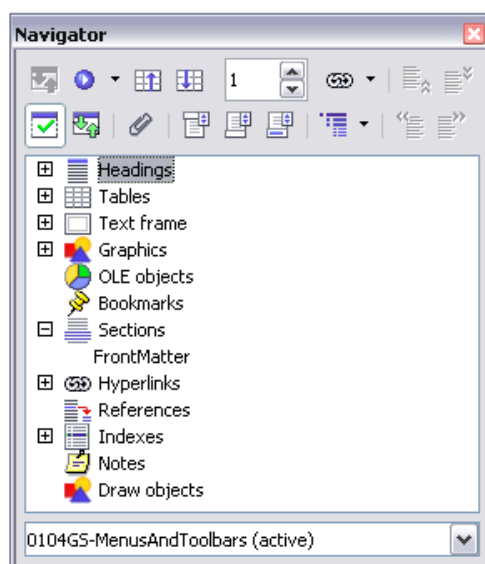 Navigator
1
Headings
Tables
Text frame
Graphics
OLE objects
Bookmarks
Sections
FrontMatter
Hyperlinks
References
Indexes
Notes
Draw objects
0104GS-MenusAndToolbars (active)